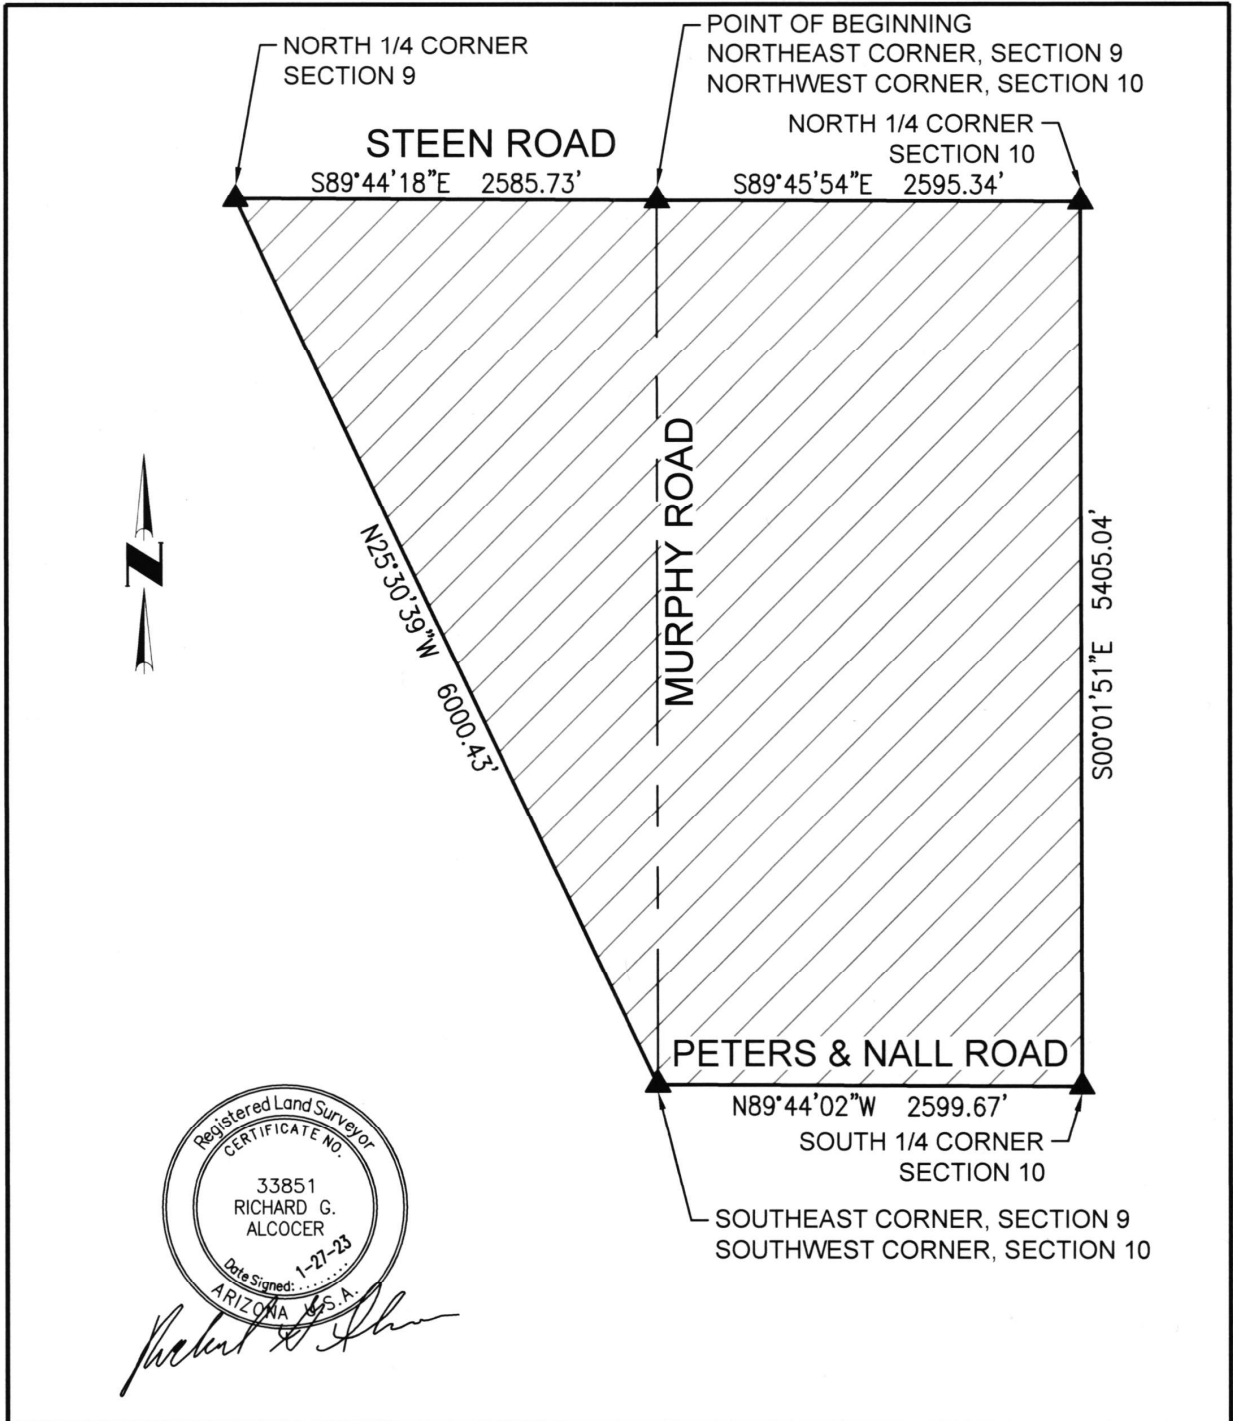 POINT OF BEGINNING
NORTHEAST CORNER, SECTION 9
NORTHWEST CORNER, SECTION 10
NORTH 1/4 CORNER
SECTION 9
NORTH 1/4 CORNER
SECTION 10
STEEN ROAD
S89°44'18"E 2585.73'
S89°45'54"E 2595.34'
MURPHY ROAD
N
N25°30'39"W 6000.43'
S00°01'51"E 5405.04'
PETERS & NALL ROAD
N89°44'02"W 2599.67'
SOUTH 1/4 CORNER
SECTION 10
SOUTHEAST CORNER, SECTION 9
SOUTHWEST CORNER, SECTION 10
Registered Land Surveyor
CERTIFICATE NO.
33851
RICHARD G.
ALCOCER
Date Signed: 1-27-23
ARIZONA U.S.A.